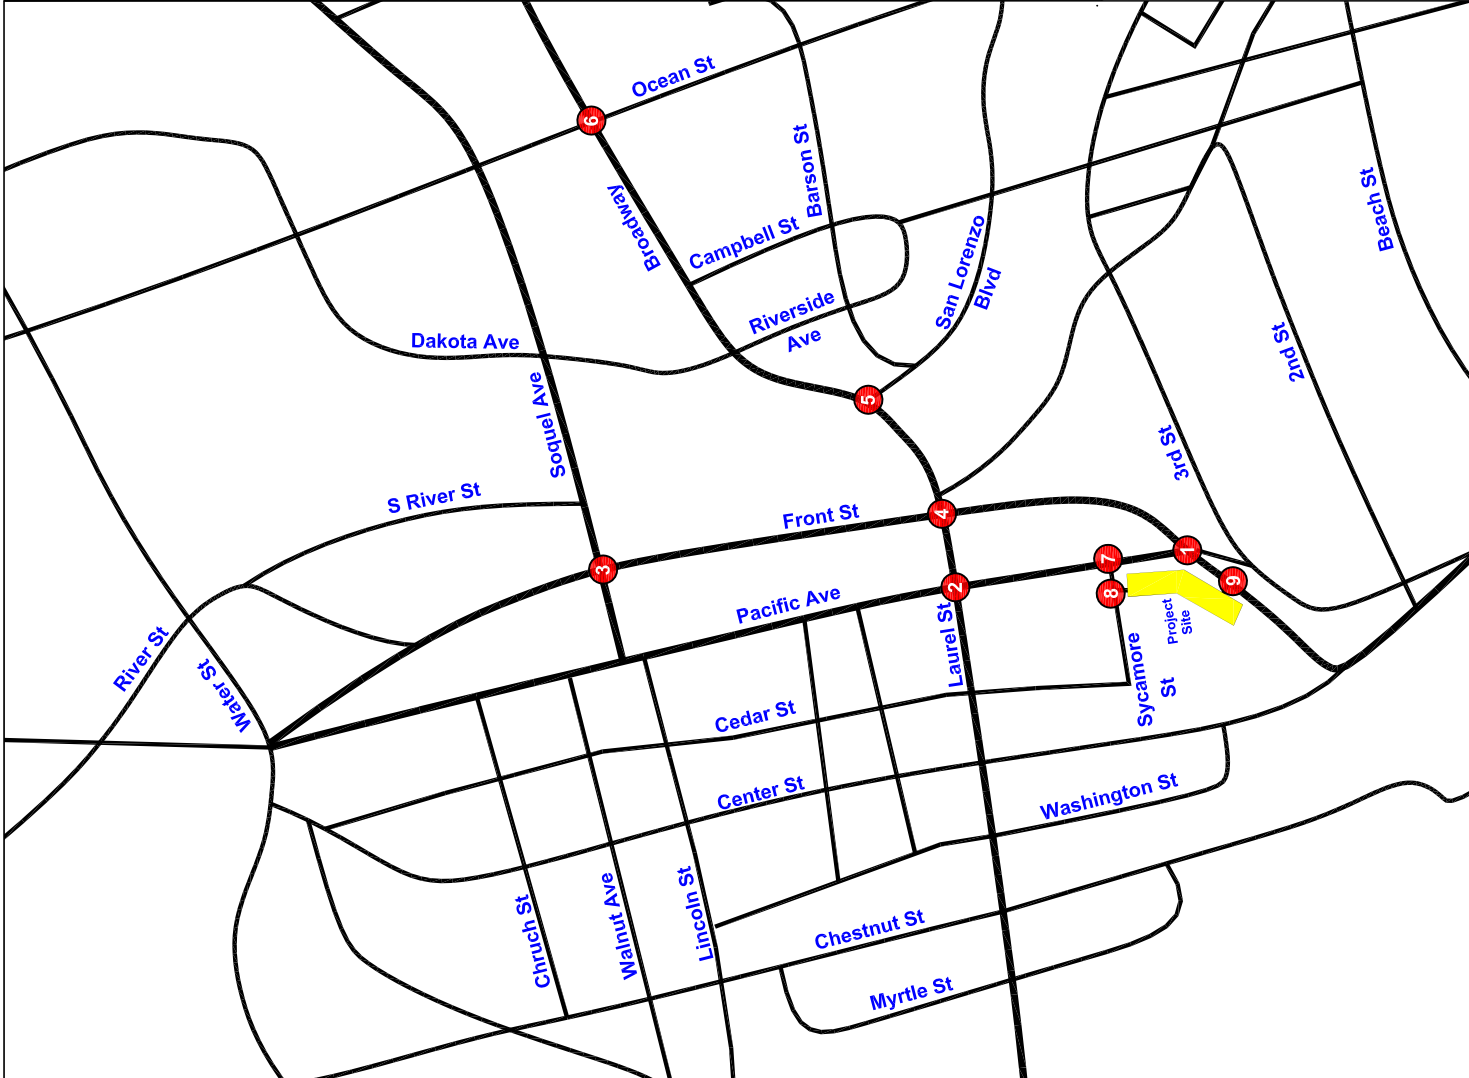 Ocean St
6
Barson St
Broadway
Campbell St
Beach St
San Lorenzo
Blvd
Riverside
Ave
Dakota Ave
2nd St
Soquel Ave
5
3rd St
S River St
Front St
4
3
1
7
9
8
2
Pacific Ave
Project
Site
Laurel St
River St
Water St
Sycamore
St
Cedar St
Center St
Washington St
Chruch St
Walnut Ave
Lincoln St
Chestnut St
Myrtle St